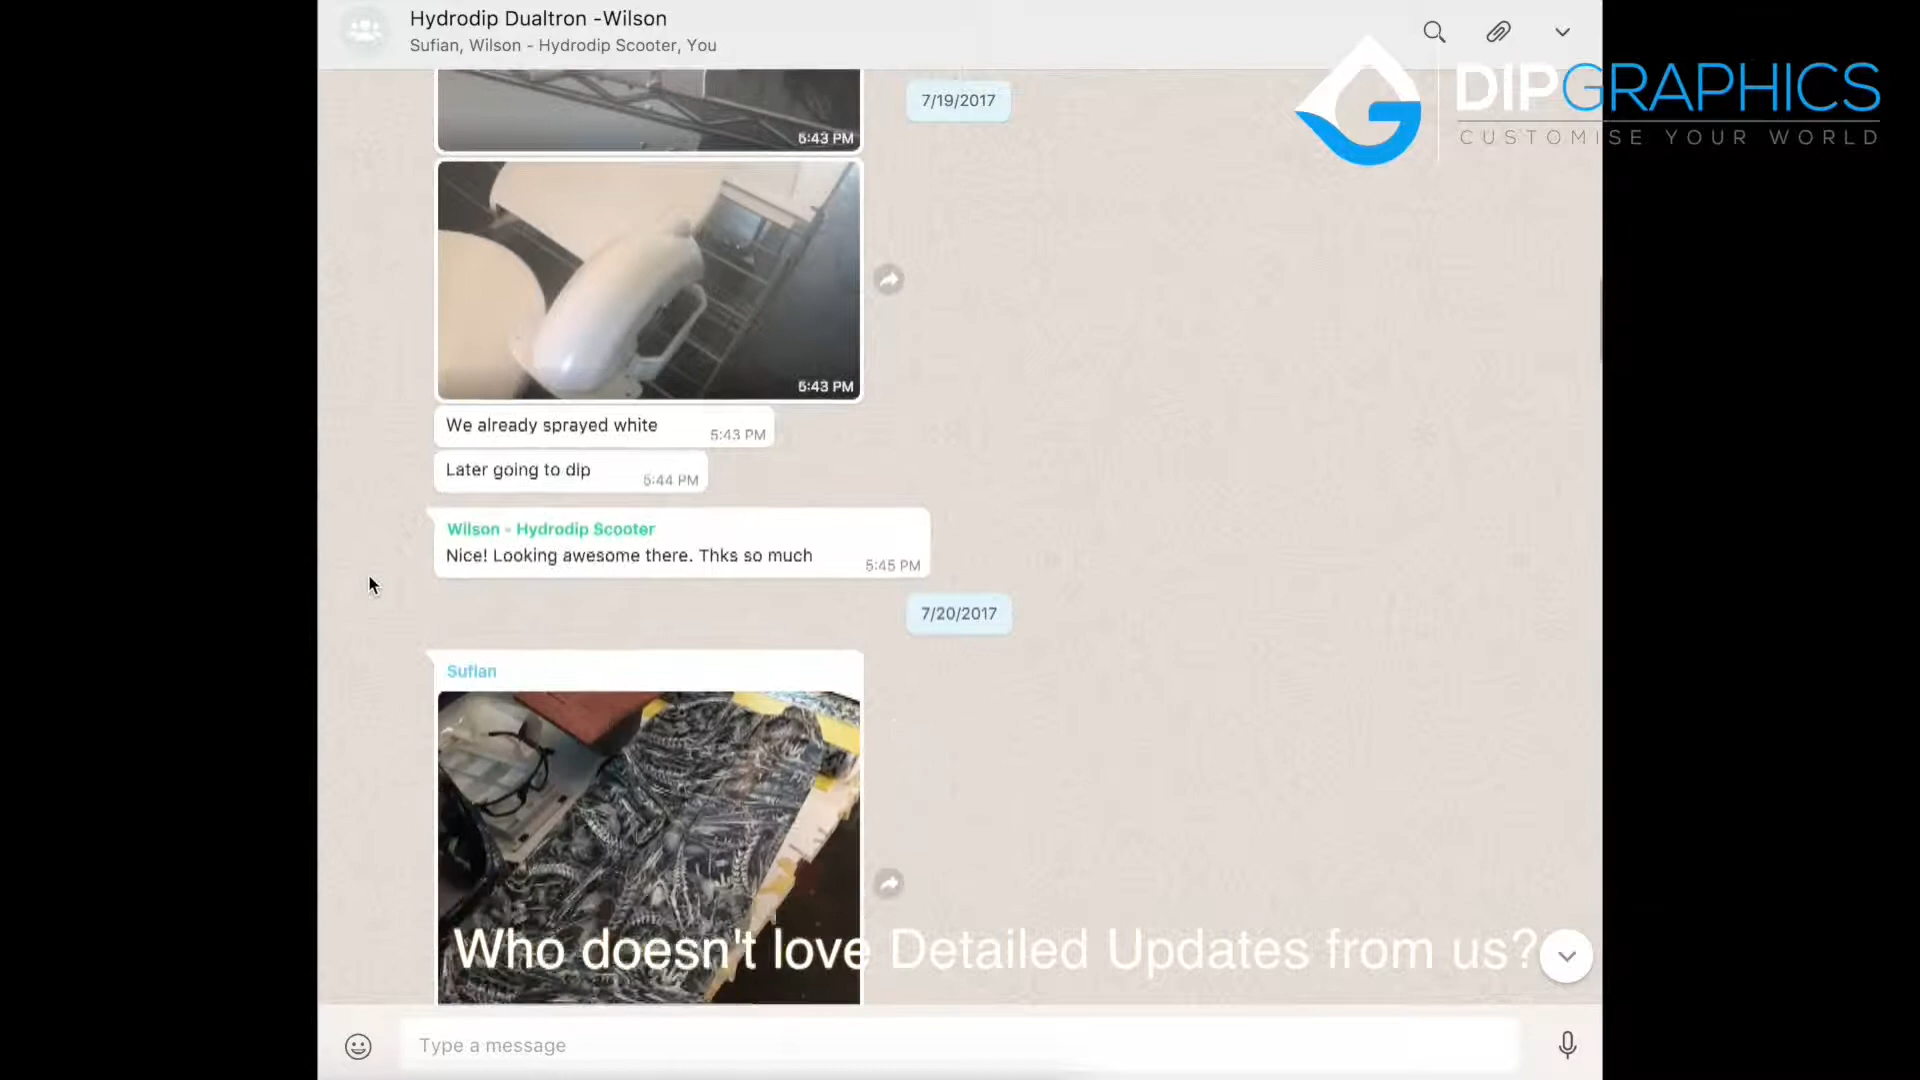 Hydrodip Dualtron -Wilson
Sufian, Wilson - Hydrodip Scooter, You
DIPGRAPHICS
CUSTOMISE YOUR WORLD
7/19/2017
5:43 PM
5:43 PM
We already sprayed white
5:43 PM
Later going to dip
5:44 PM
Wilson - Hydrodip Scooter
Nice! Looking awesome there. Thks so much
5:45 PM
7/20/2017
Sufian
Who doesn't love Detailed Updates from us?
Type a message